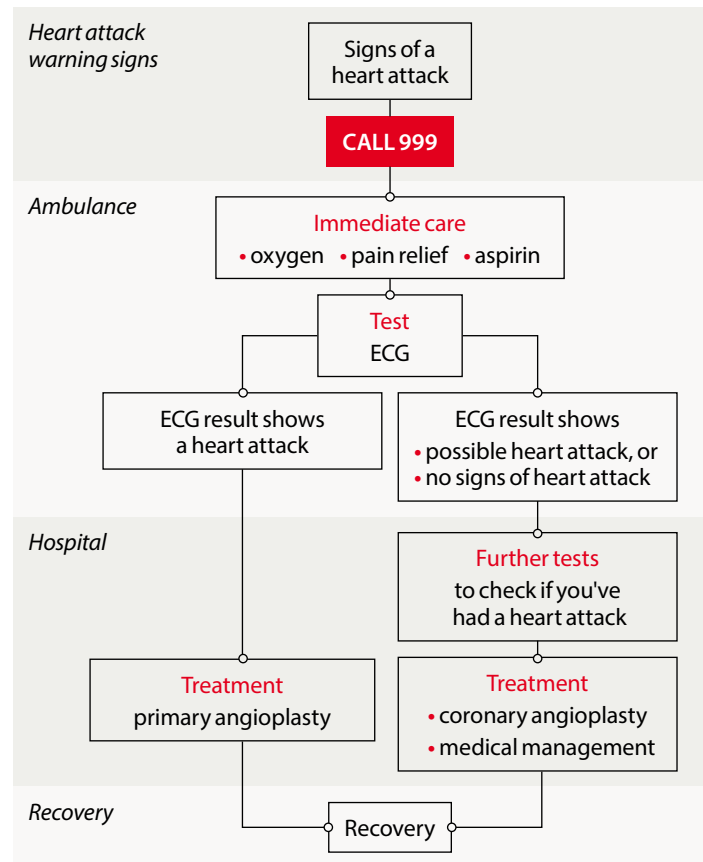 Heart attack
warning signs
Signs of a
heart attack
CALL 999
Ambulance
Immediate care
• oxygen • pain relief • aspirin
Test
ECG
ECG result shows
a heart attack
ECG result shows
• possible heart attack, or
• no signs of heart attack
Hospital
Further tests
to check if you've
had a heart attack
Treatment
primary angioplasty
Treatment
• coronary angioplasty
• medical management
Recovery
Recovery